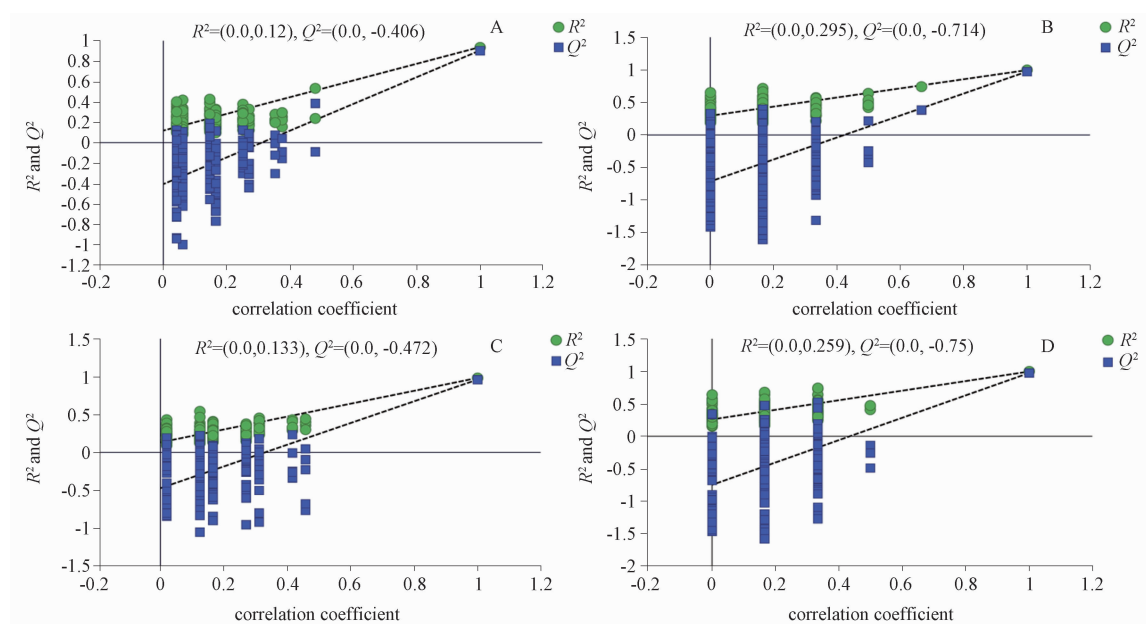 R²=(0.0,0.12), Q²=(0.0, -0.406)
A
R²
Q²
1
0.8
0.6
0.4
0.2
0
-0.2
-0.4
-0.6
-0.8
-1
-1.2
R² and Q²
-0.2 0 0.2 0.4 0.6 0.8 1 1.2
correlation coefficient
R²=(0.0,0.295), Q²=(0.0, -0.714)
B
R²
Q²
1.5
1
0.5
0
-0.5
-1
-1.5
-2
R² and Q²
-0.2 0 0.2 0.4 0.6 0.8 1 1.2
correlation coefficient
R²=(0.0,0.133), Q²=(0.0, -0.472)
C
R²
Q²
1.5
1
0.5
0
-0.5
-1
-1.5
R² and Q²
-0.2 0 0.2 0.4 0.6 0.8 1 1.2
correlation coefficient
R²=(0.0,0.259), Q²=(0.0, -0.75)
D
R²
Q²
1.5
1
0.5
0
-0.5
-1
-1.5
-2
R² and Q²
-0.2 0 0.2 0.4 0.6 0.8 1 1.2
correlation coefficient